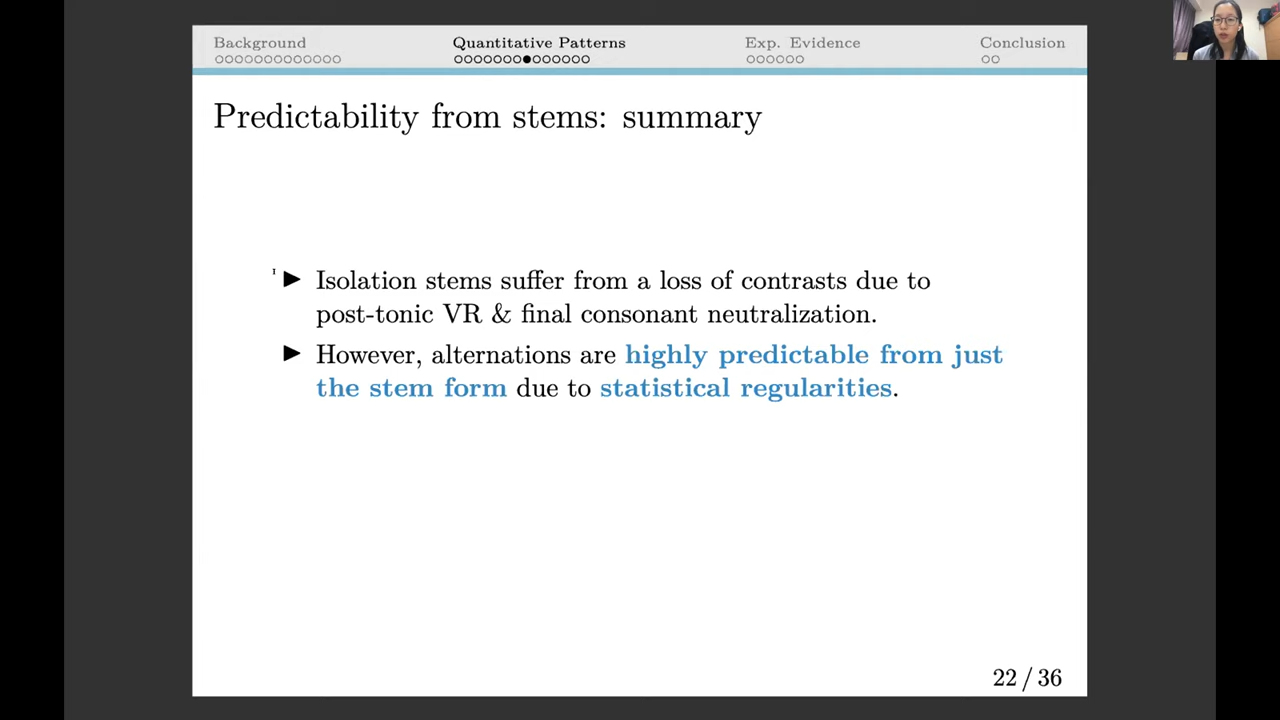 Background Quantitative Patterns Exp. Evidence Conclusion
Predictability from stems: summary
▶ Isolation stems suffer from a loss of contrasts due to
post-tonic VR & final consonant neutralization.
▶ However, alternations are highly predictable from just
the stem form due to statistical regularities.
22 / 36